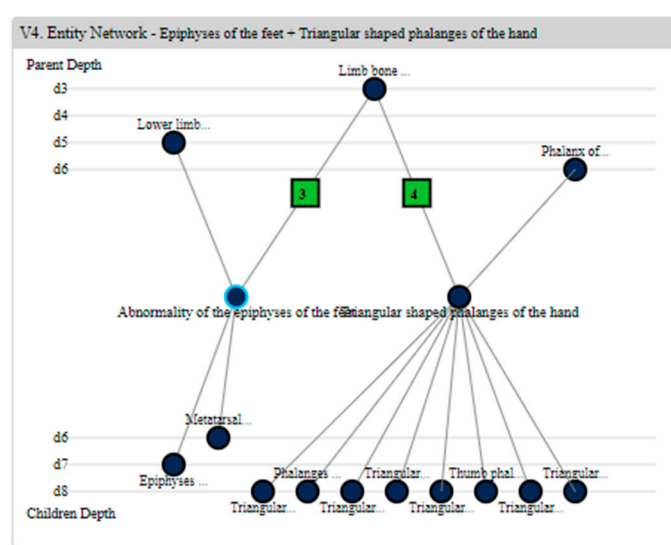 V4. Entity Network - Epiphyses of the feet + Triangular shaped phalanges of the hand
Parent Depth
Limb bone ...
d3
d4
Lower limb...
d5
Phalanx of...
d6
3
4
Abnormality of the epiphyses of the feet
Triangular shaped phalanges of the hand
Metatarsal...
d6
d7
Phalanges ...
Triangular...
Thumb phal...
Triangular...
Epiphyses ...
d8
Triangular...
Triangular...
Triangular...
Triangular...
Children Depth